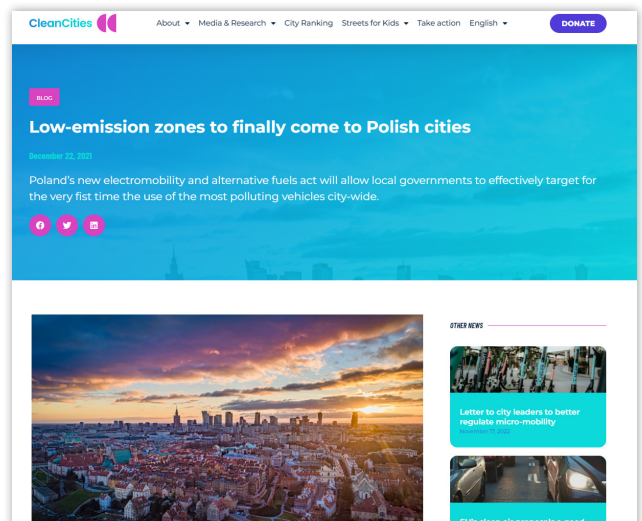 CleanCities
About Media & Research City Ranking Streets for Kids Take action English
DONATE
BLOG
Low-emission zones to finally come to Polish cities
December 22, 2021
Poland's new electromobility and alternative fuels act will allow local governments to effectively target for
the very fist time the use of the most polluting vehicles city-wide.
OTHER NEWS
Letter to city leaders to better
regulate micro-mobility
November 17, 2022